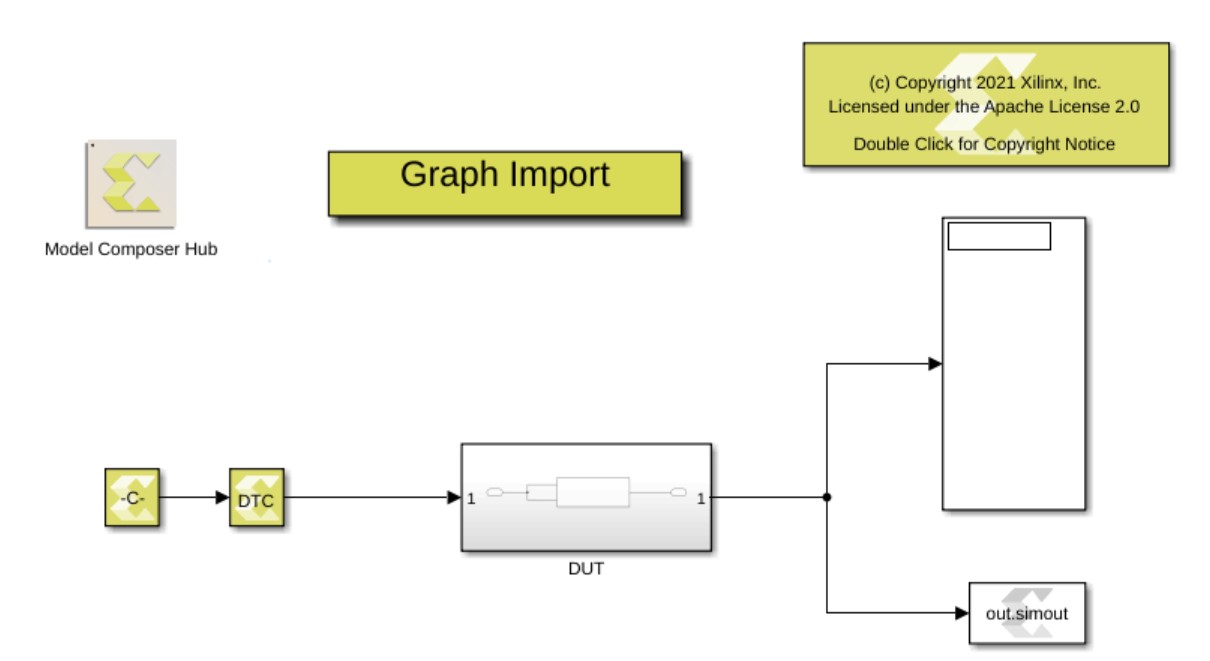 (c) Copyright 2021 Xilinx, Inc.
Licensed under the Apache License 2.0
Double Click for Copyright Notice
Graph Import
Model Composer Hub
-C-
DTC
1
1
DUT
out.simout